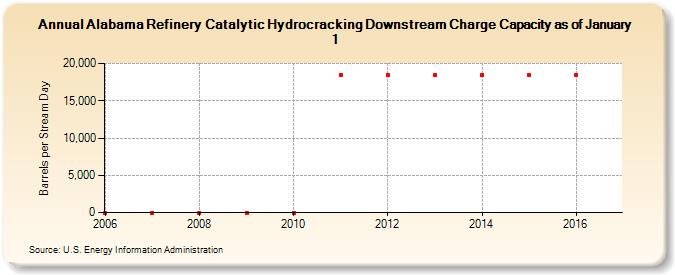 Annual Alabama Refinery Catalytic Hydrocracking Downstream Charge Capacity as of January
1
Barrels per Stream Day
20,000
15,000
10,000
5,000
0
2006 2008 2010 2012 2014 2016
Source: U.S. Energy Information Administration